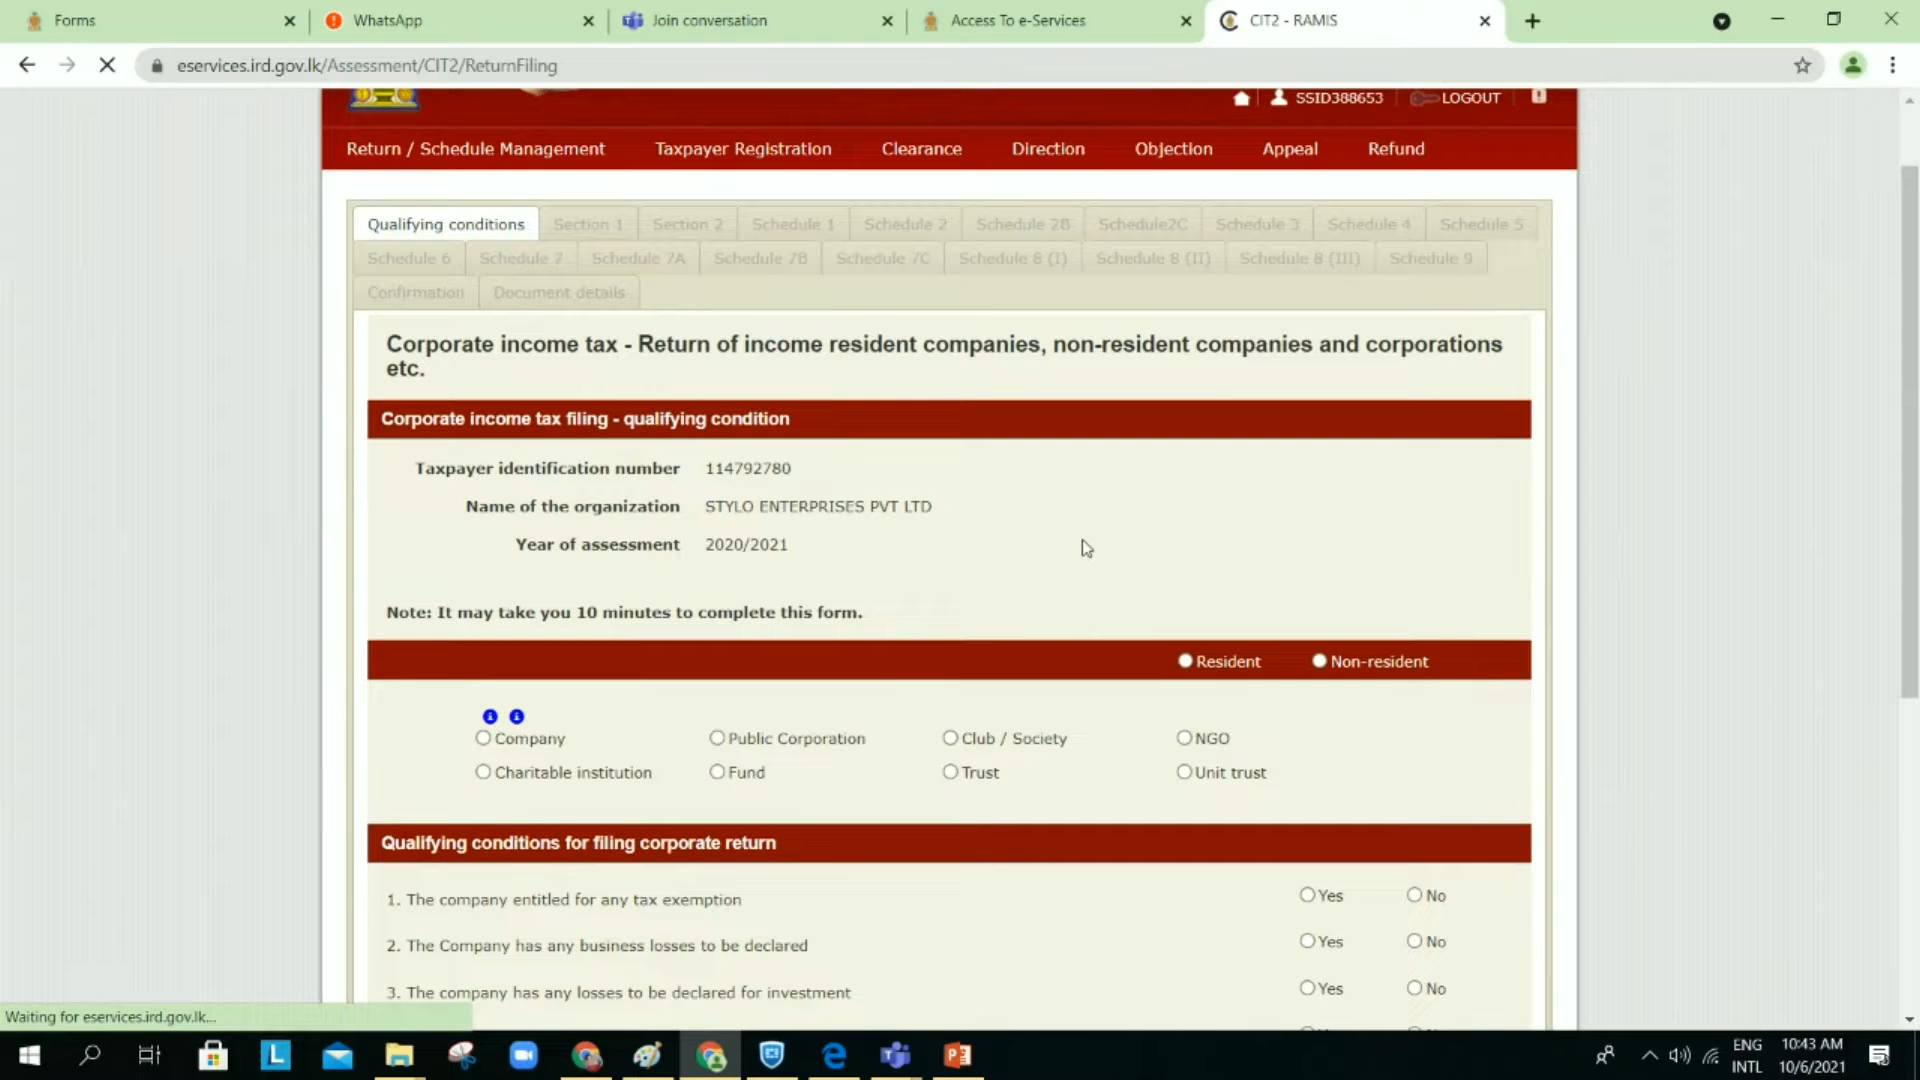 Forms
WhatsApp
Join conversation
Access To e-Services
CIT2 - RAMIS
eservices.ird.gov.lk/Assessment/CIT2/ReturnFiling
SSID388653
LOGOUT
Return / Schedule Management
Taxpayer Registration
Clearance
Direction
Objection
Appeal
Refund
Qualifying conditions
Section 1
Section 2
Schedule 1
Schedule 2
Schedule 2B
Schedule2C
Schedule 3
Schedule 4
Schedule 5
Schedule 6
Schedule 7
Schedule 7A
Schedule 7B
Schedule 7C
Schedule 8 (I)
Schedule 8 (II)
Schedule 8 (III)
Schedule 9
Confirmation
Document details
Corporate income tax - Return of income resident companies, non-resident companies and corporations
etc.
Corporate income tax filing - qualifying condition
Taxpayer identification number 114792780
Name of the organization STYLO ENTERPRISES PVT LTD
Year of assessment 2020/2021
Note: It may take you 10 minutes to complete this form.
Resident
Non-resident
Company
Public Corporation
Club / Society
NGO
Charitable institution
Fund
Trust
Unit trust
Qualifying conditions for filing corporate return
1. The company entitled for any tax exemption Yes No
2. The Company has any business losses to be declared Yes No
3. The company has any losses to be declared for investment Yes No
Waiting for eservices.ird.gov.lk...
ENG
INTL
10:43 AM
10/6/2021